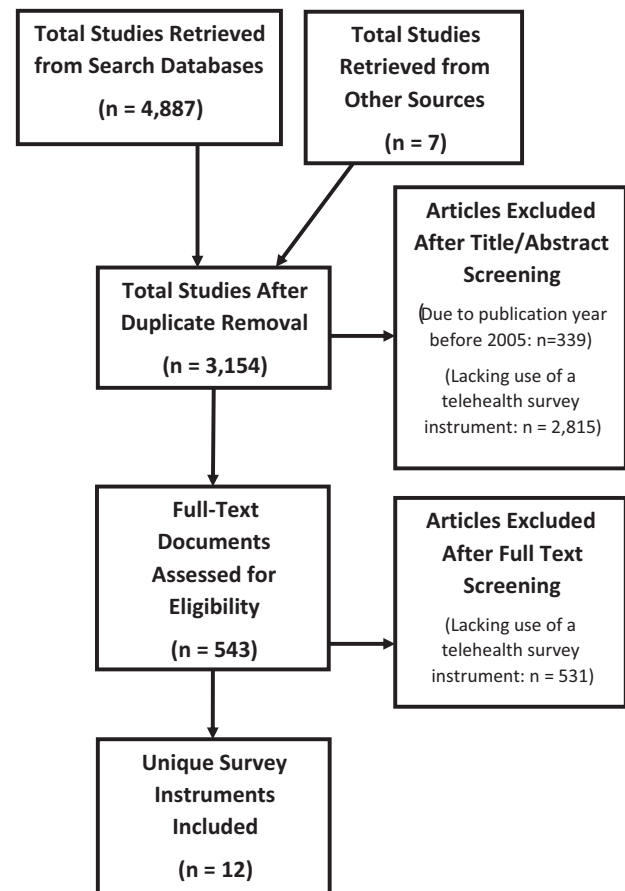 Total Studies Retrieved
from Search Databases
(n = 4,887)
Total Studies
Retrieved from
Other Sources
(n = 7)
Total Studies After
Duplicate Removal
(n = 3,154)
Articles Excluded
After Title/Abstract
Screening
(Due to publication year
before 2005: n=339)
(Lacking use of a
telehealth survey
instrument: n = 2,815)
Full-Text
Documents
Assessed for
Eligibility
(n = 543)
Articles Excluded
After Full Text
Screening
(Lacking use of a
telehealth survey
instrument: n = 531)
Unique Survey
Instruments
Included
(n = 12)